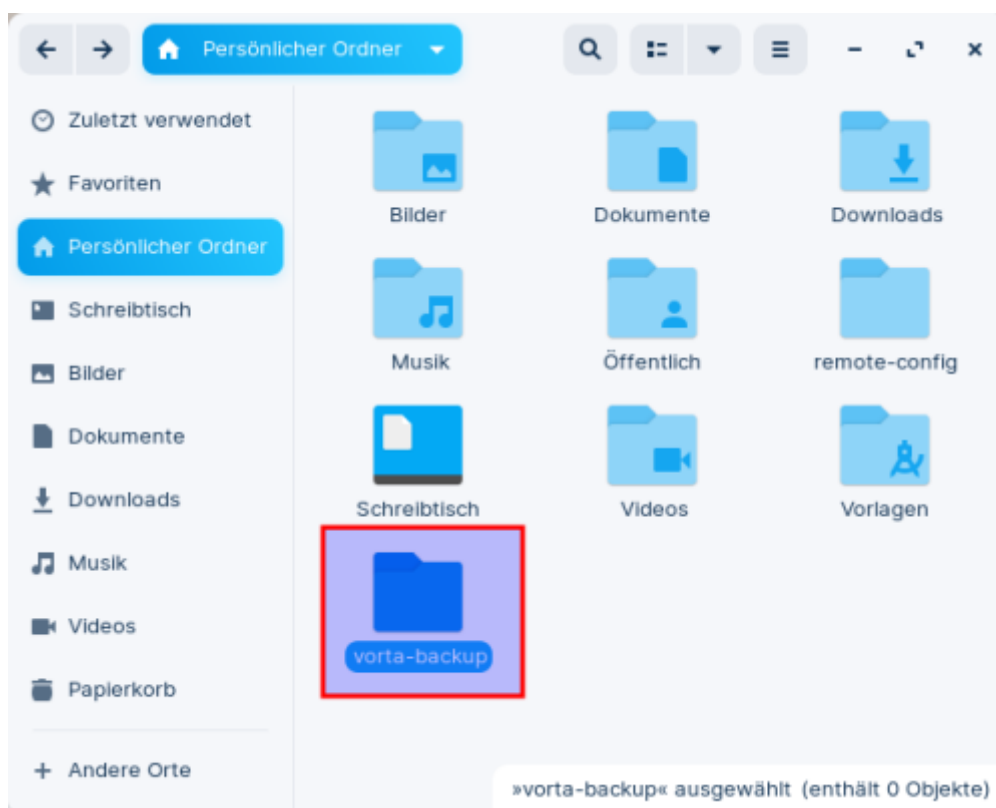 Persönlicher Ordner
Zuletzt verwendet
Favoriten
Persönlicher Ordner
Schreibtisch
Bilder
Dokumente
Downloads
Musik
Videos
Papierkorb
Andere Orte
Bilder
Dokumente
Downloads
Musik
Öffentlich
remote-config
Schreibtisch
Videos
Vorlagen
vorta-backup
»vorta-backup« ausgewählt (enthält 0 Objekte)